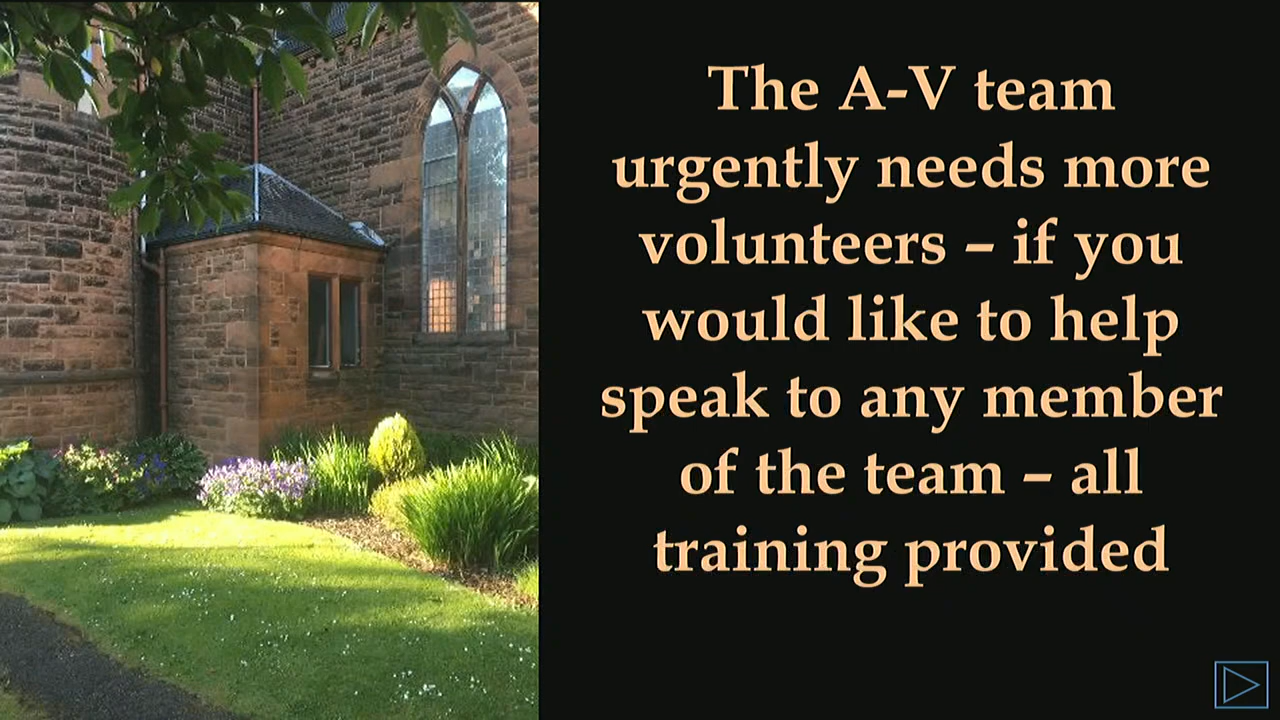 The A-V team
urgently needs more
volunteers – if you
would like to help
speak to any member
of the team – all
training provided